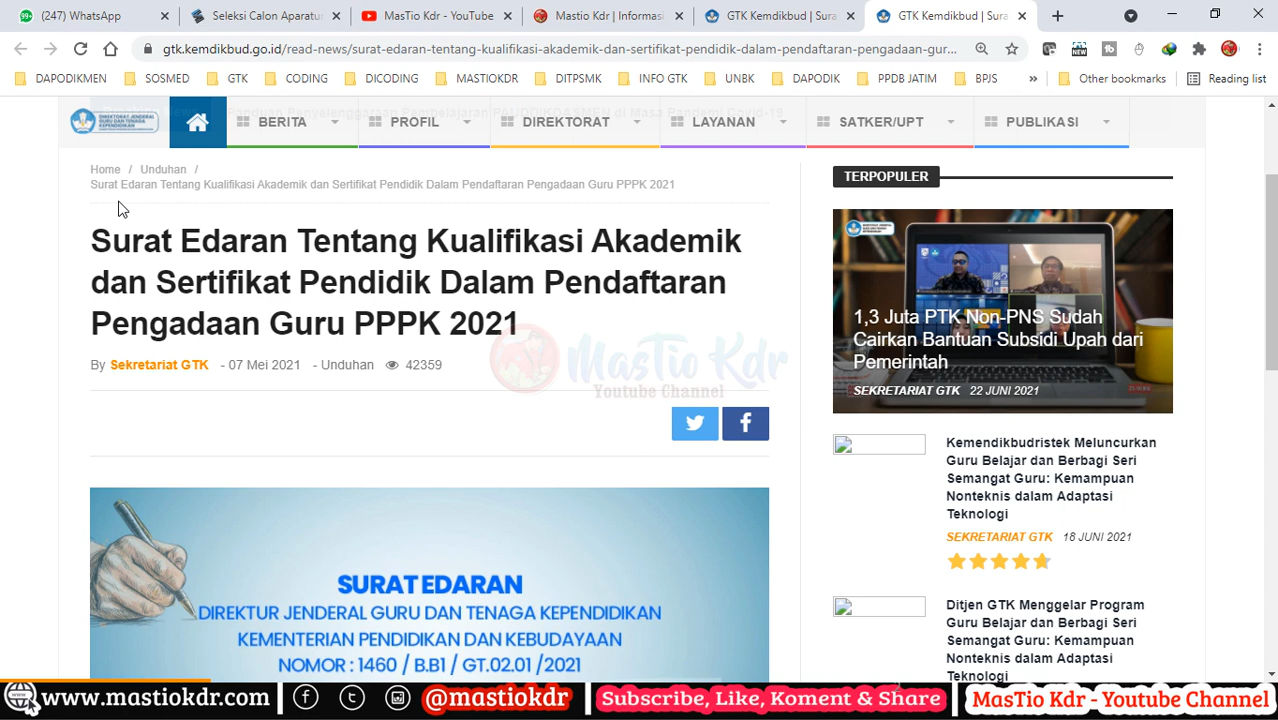 (247) WhatsApp
Seleksi Calon Aparatu
MasTio Kdr - YouTube
Mastio Kdr | Informasi
GTK Kemdikbud | Sura
GTK Kemdikbud | Sura
gtk.kemdikbud.go.id/read-news/surat-edaran-tentang-kualifikasi-akademik-dan-sertifikat-pendidik-dalam-pendaftaran-pengadaan-gur...
DAPODIKMEN
SOSMED
GTK
CODING
DICODING
MASTIOKDR
DITPSMK
INFO GTK
UNBK
DAPODIK
PPDB JATIM
BPJS
»
Other bookmarks
Reading list
DIREKTORAT JENDERAL
GURU DAN TENAGA
KEPENDIDIKAN
BERITA
PROFIL
DIREKTORAT
LAYANAN
SATKER/UPT
PUBLIKASI
Home / Unduhan /
Surat Edaran Tentang Kualifikasi Akademik dan Sertifikat Pendidik Dalam Pendaftaran Pengadaan Guru PPPK 2021
Surat Edaran Tentang Kualifikasi Akademik
dan Sertifikat Pendidik Dalam Pendaftaran
Pengadaan Guru PPPK 2021
By Sekretariat GTK - 07 Mei 2021 - Unduhan 42359
MasTio Kdr
Youtube Channel
SURAT EDARAN
DIREKTUR JENDERAL GURU DAN TENAGA KEPENDIDIKAN
KEMENTERIAN PENDIDIKAN DAN KEBUDAYAAN
NOMOR : 1460 / B.B1 / GT.02.01 /2021
TERPOPULER
1,3 Juta PTK Non-PNS Sudah
Cairkan Bantuan Subsidi Upah dari
Pemerintah
SEKRETARIAT GTK 22 JUNI 2021
Kemendikbudristek Meluncurkan
Guru Belajar dan Berbagi Seri
Semangat Guru: Kemampuan
Nonteknis dalam Adaptasi
Teknologi
SEKRETARIAT GTK 18 JUNI 2021
Ditjen GTK Menggelar Program
Guru Belajar dan Berbagi Seri
Semangat Guru: Kemampuan
Nonteknis dalam Adaptasi
Teknologi
www.mastiokdr.com
@mastiokdr
Subscribe, Like, Koment & Share
MasTio Kdr - Youtube Channel